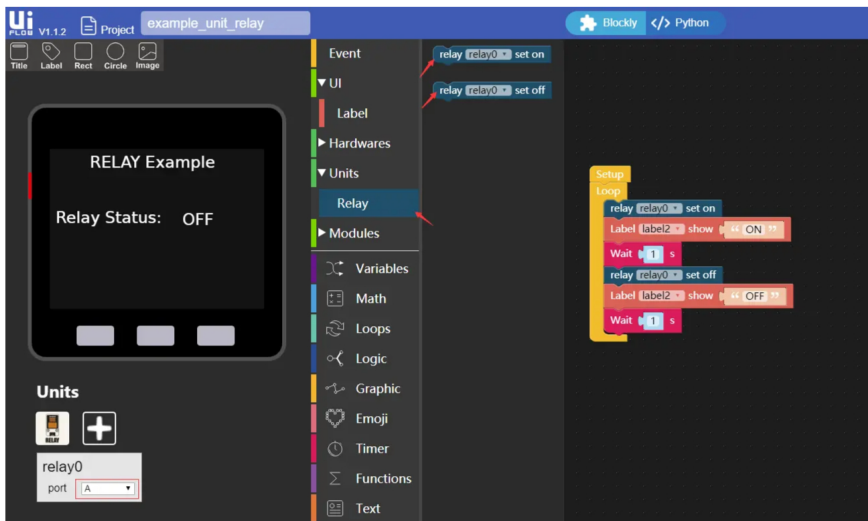 Ui
FLOW V1.1.2 Project example_unit_relay Blockly </> Python
Title Label Rect Circle Image
RELAY Example
Relay Status: OFF
Units
RELAY
relay0
port A
Event
UI
Label
Hardwares
Units
Relay
Modules
Variables
Math
Loops
Logic
Graphic
Emoji
Timer
Functions
Text
relay relay0 set on
relay relay0 set off
Setup
Loop
relay relay0 set on
Label label2 show “ ON ”
Wait 1 s
relay relay0 set off
Label label2 show “ OFF ”
Wait 1 s